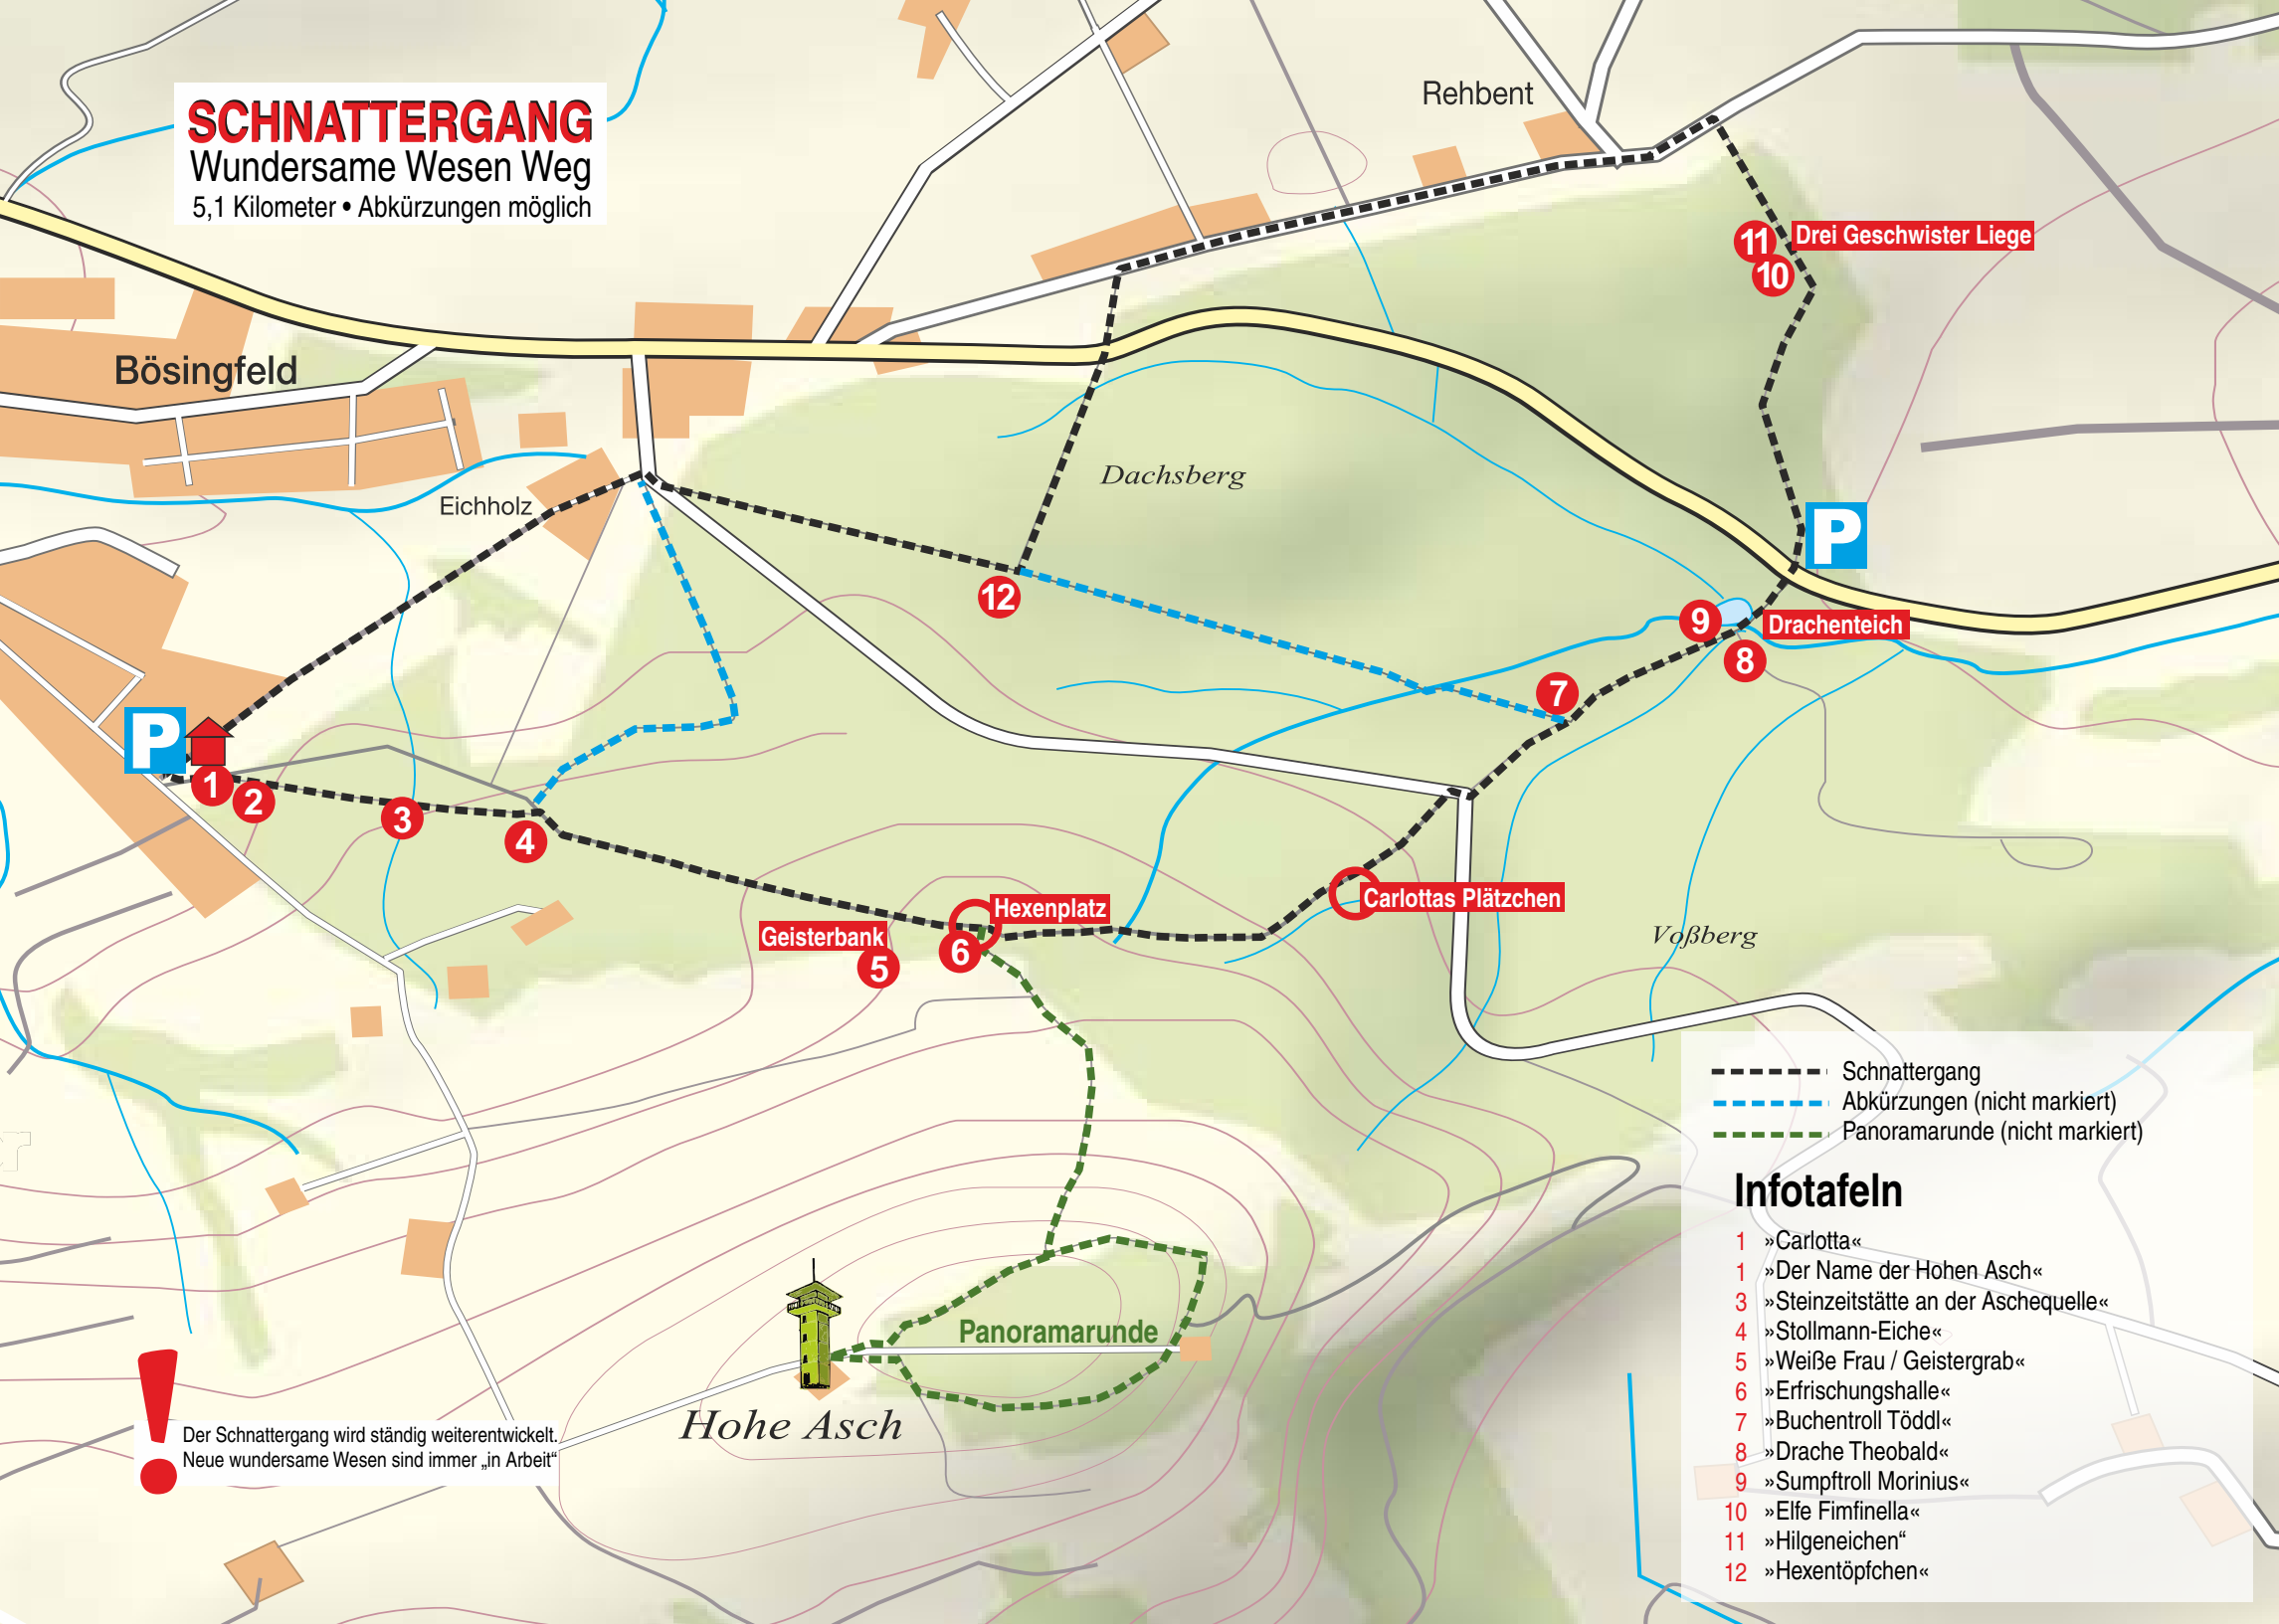 SCHNATTERGANG
Wundersame Wesen Weg
5,1 Kilometer • Abkürzungen möglich
Rehbent
11
Drei Geschwister Liege
10
Bösingfeld
Dachsberg
Eichholz
P
12
9
Drachenteich
8
7
P
1
2
3
4
Carlottas Plätzchen
Hexenplatz
Geisterbank
6
5
Voßberg
Schnattergang
Abkürzungen (nicht markiert)
Panoramarunde (nicht markiert)
Infotafeln
1 »Carlotta«
1 »Der Name der Hohen Asch«
3 »Steinzeitstätte an der Aschequelle«
4 »Stollmann-Eiche«
5 »Weiße Frau / Geistergrab«
6 »Erfrischungshalle«
7 »Buchentroll Töddl«
8 »Drache Theobald«
9 »Sumpftroll Morinius«
10 »Elfe Fimfinella«
11 »Hilgeneichen“
12 »Hexentöpfchen«
Panoramarunde
Hohe Asch
!
Der Schnattergang wird ständig weiterentwickelt.
Neue wundersame Wesen sind immer „in Arbeit“